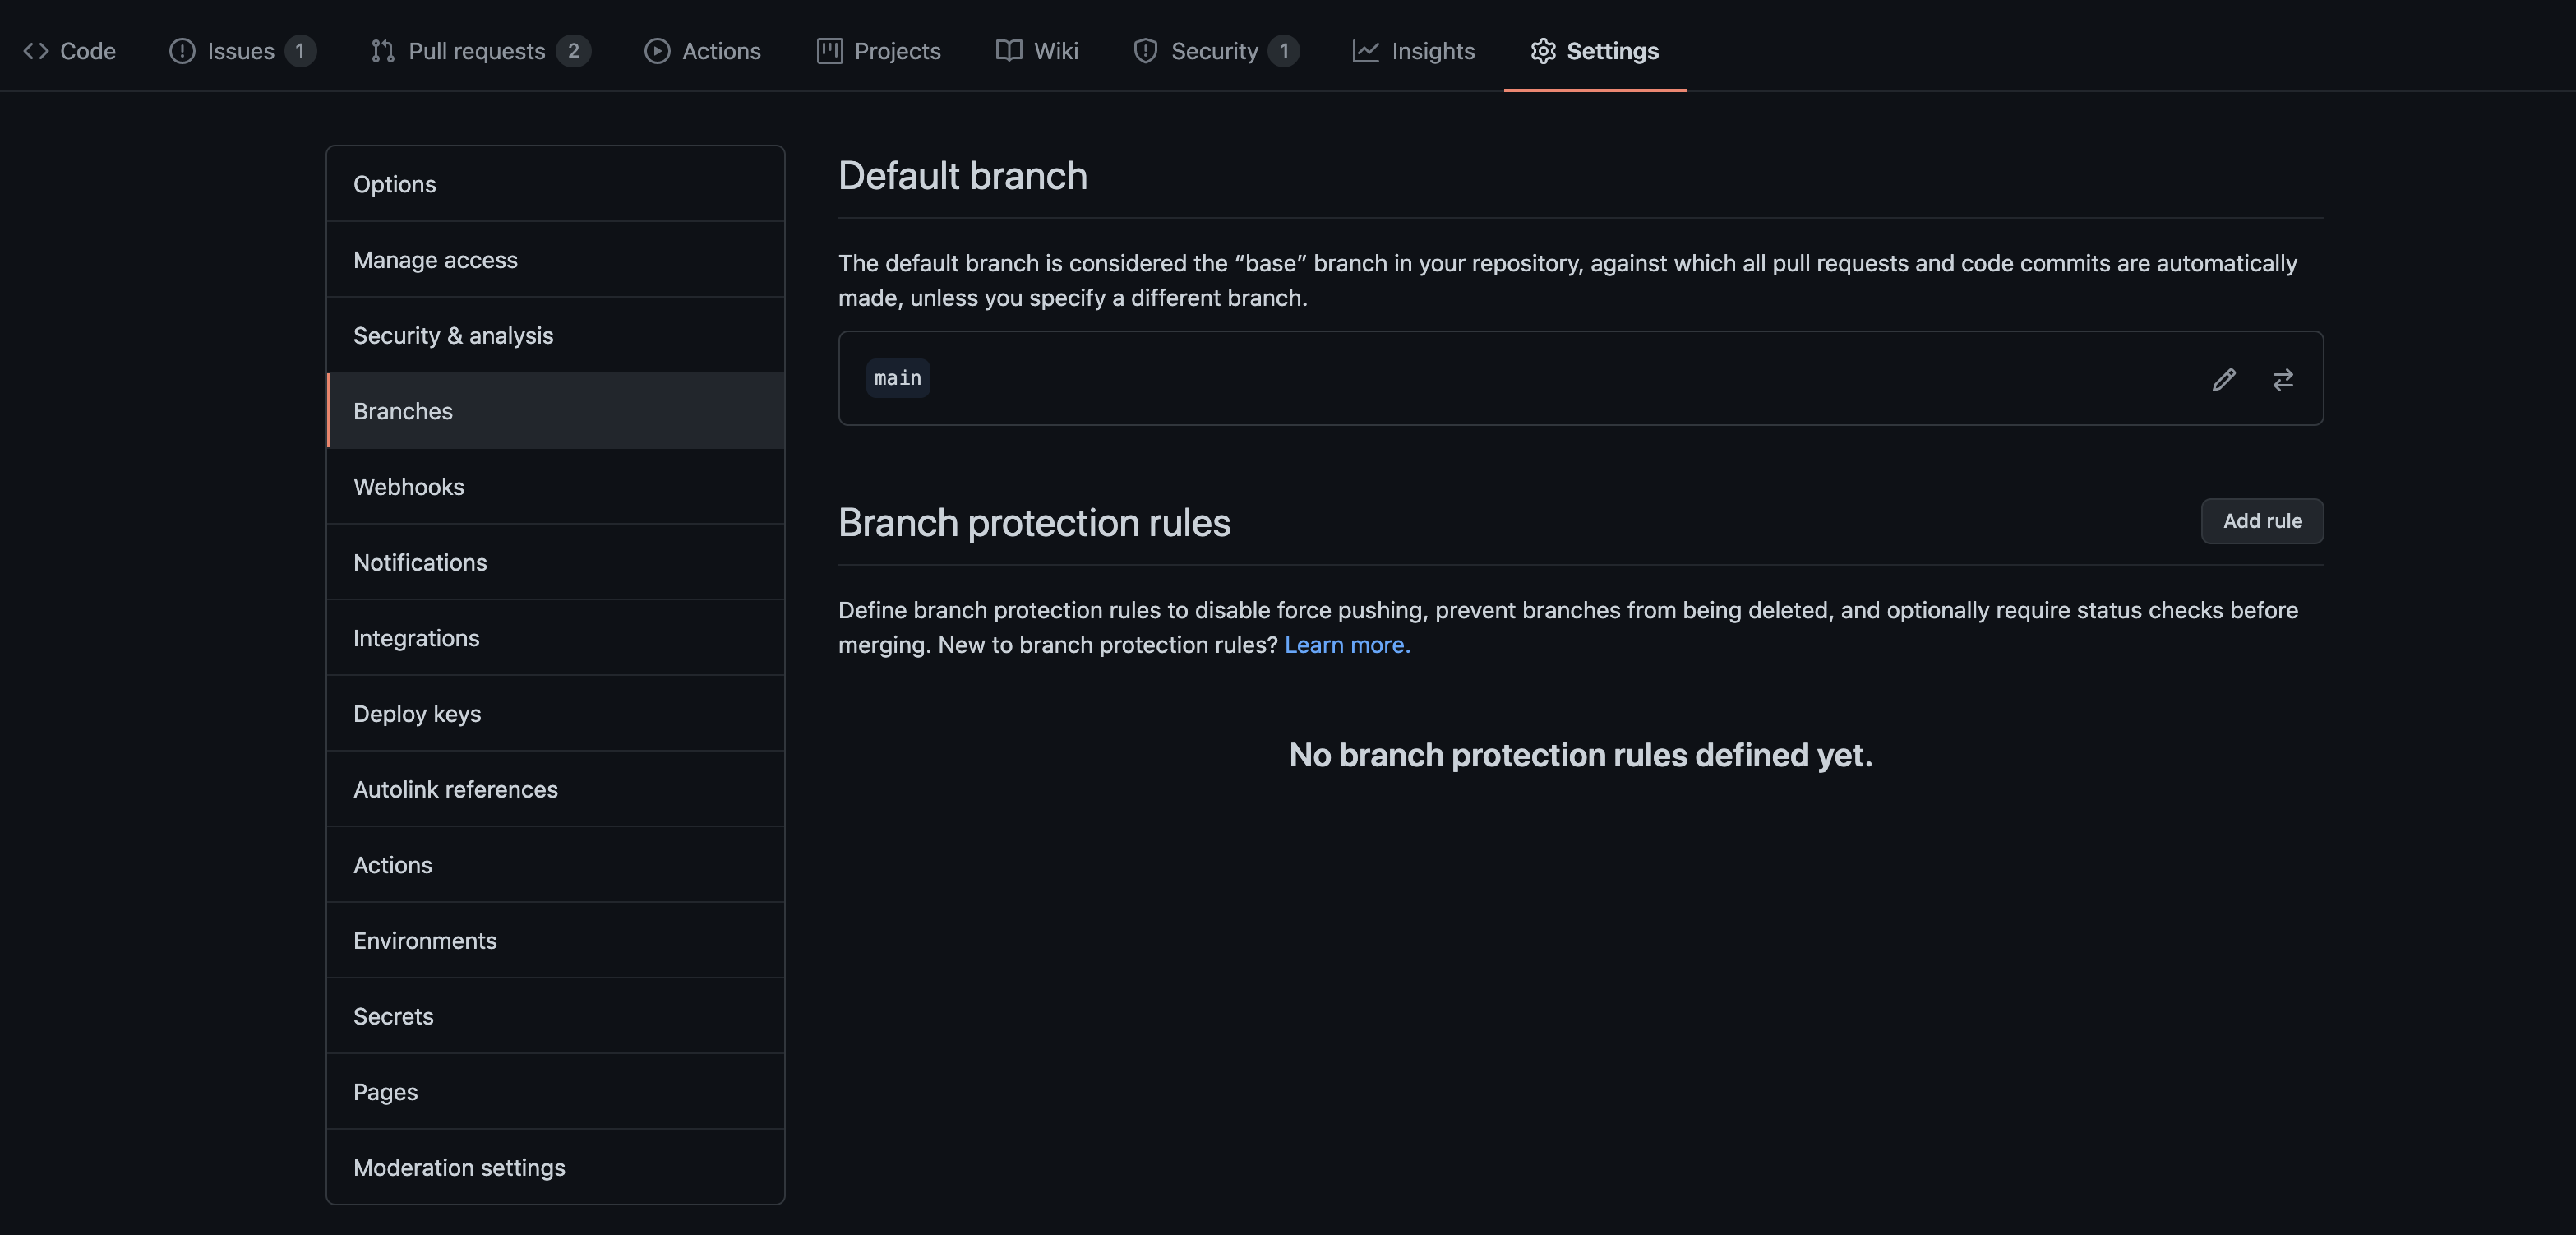 Code Issues 1 Pull requests 2 Actions Projects Wiki Security 1 Insights Settings
Options
Manage access
Security & analysis
Branches
Webhooks
Notifications
Integrations
Deploy keys
Autolink references
Actions
Environments
Secrets
Pages
Moderation settings
Default branch
The default branch is considered the “base” branch in your repository, against which all pull requests and code commits are automatically
made, unless you specify a different branch.
main
Branch protection rules
Add rule
Define branch protection rules to disable force pushing, prevent branches from being deleted, and optionally require status checks before
merging. New to branch protection rules? Learn more.
No branch protection rules defined yet.